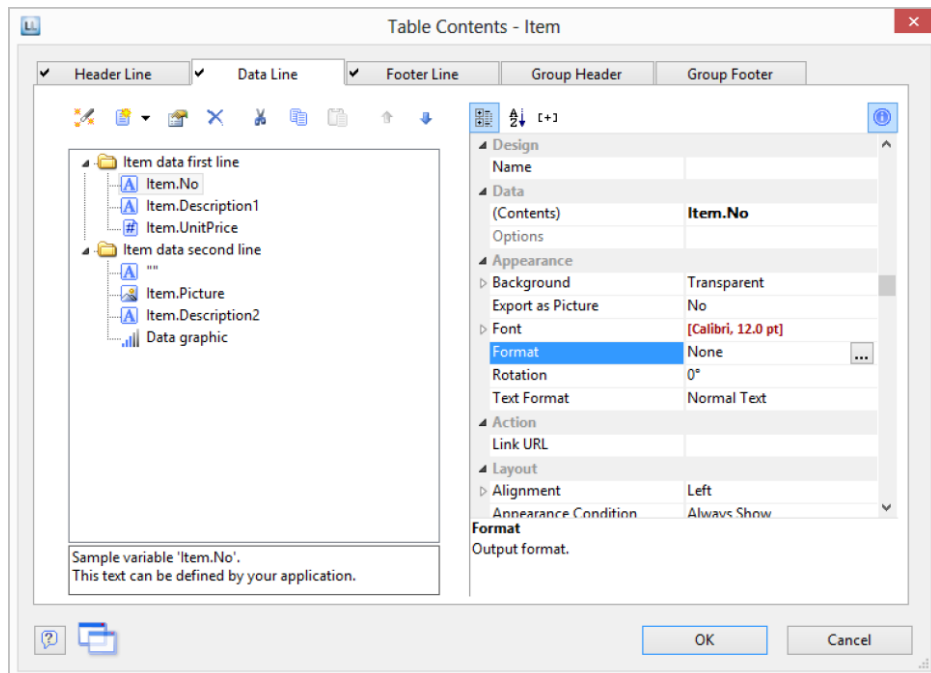 LL
Table Contents - Item
Header Line
Data Line
Footer Line
Group Header
Group Footer
Item data first line
Item.No
Item.Description1
Item.UnitPrice
Item data second line
""
Item.Picture
Item.Description2
Data graphic
Sample variable 'Item.No'.
This text can be defined by your application.
Design
Name
Data
(Contents) Item.No
Options
Appearance
Background Transparent
Export as Picture No
Font [Calibri, 12.0 pt]
Format None ...
Rotation 0°
Text Format Normal Text
Action
Link URL
Layout
Alignment Left
Appearance Condition Always Show
Format
Output format.
OK
Cancel